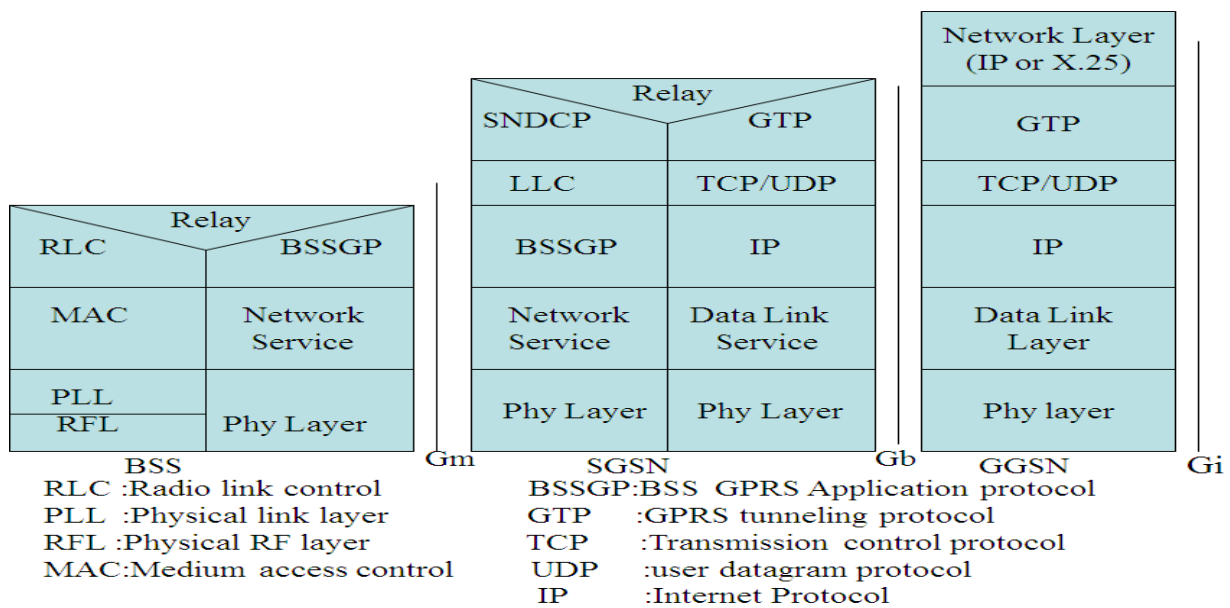 Network Layer
(IP or X.25)
GTP
TCP/UDP
IP
Data Link
Layer
Phy layer
GGSN
Gi
Relay
SNDCP GTP
LLC TCP/UDP
BSSGP IP
Network Data Link
Service Service
Phy Layer Phy Layer
SGSN
Gb
Relay
RLC BSSGP
MAC Network
Service
PLL
RFL Phy Layer
BSS
Gm
RLC :Radio link control
PLL :Physical link layer
RFL :Physical RF layer
MAC:Medium access control
BSSGP:BSS GPRS Application protocol
GTP :GPRS tunneling protocol
TCP :Transmission control protocol
UDP :user datagram protocol
IP :Internet Protocol